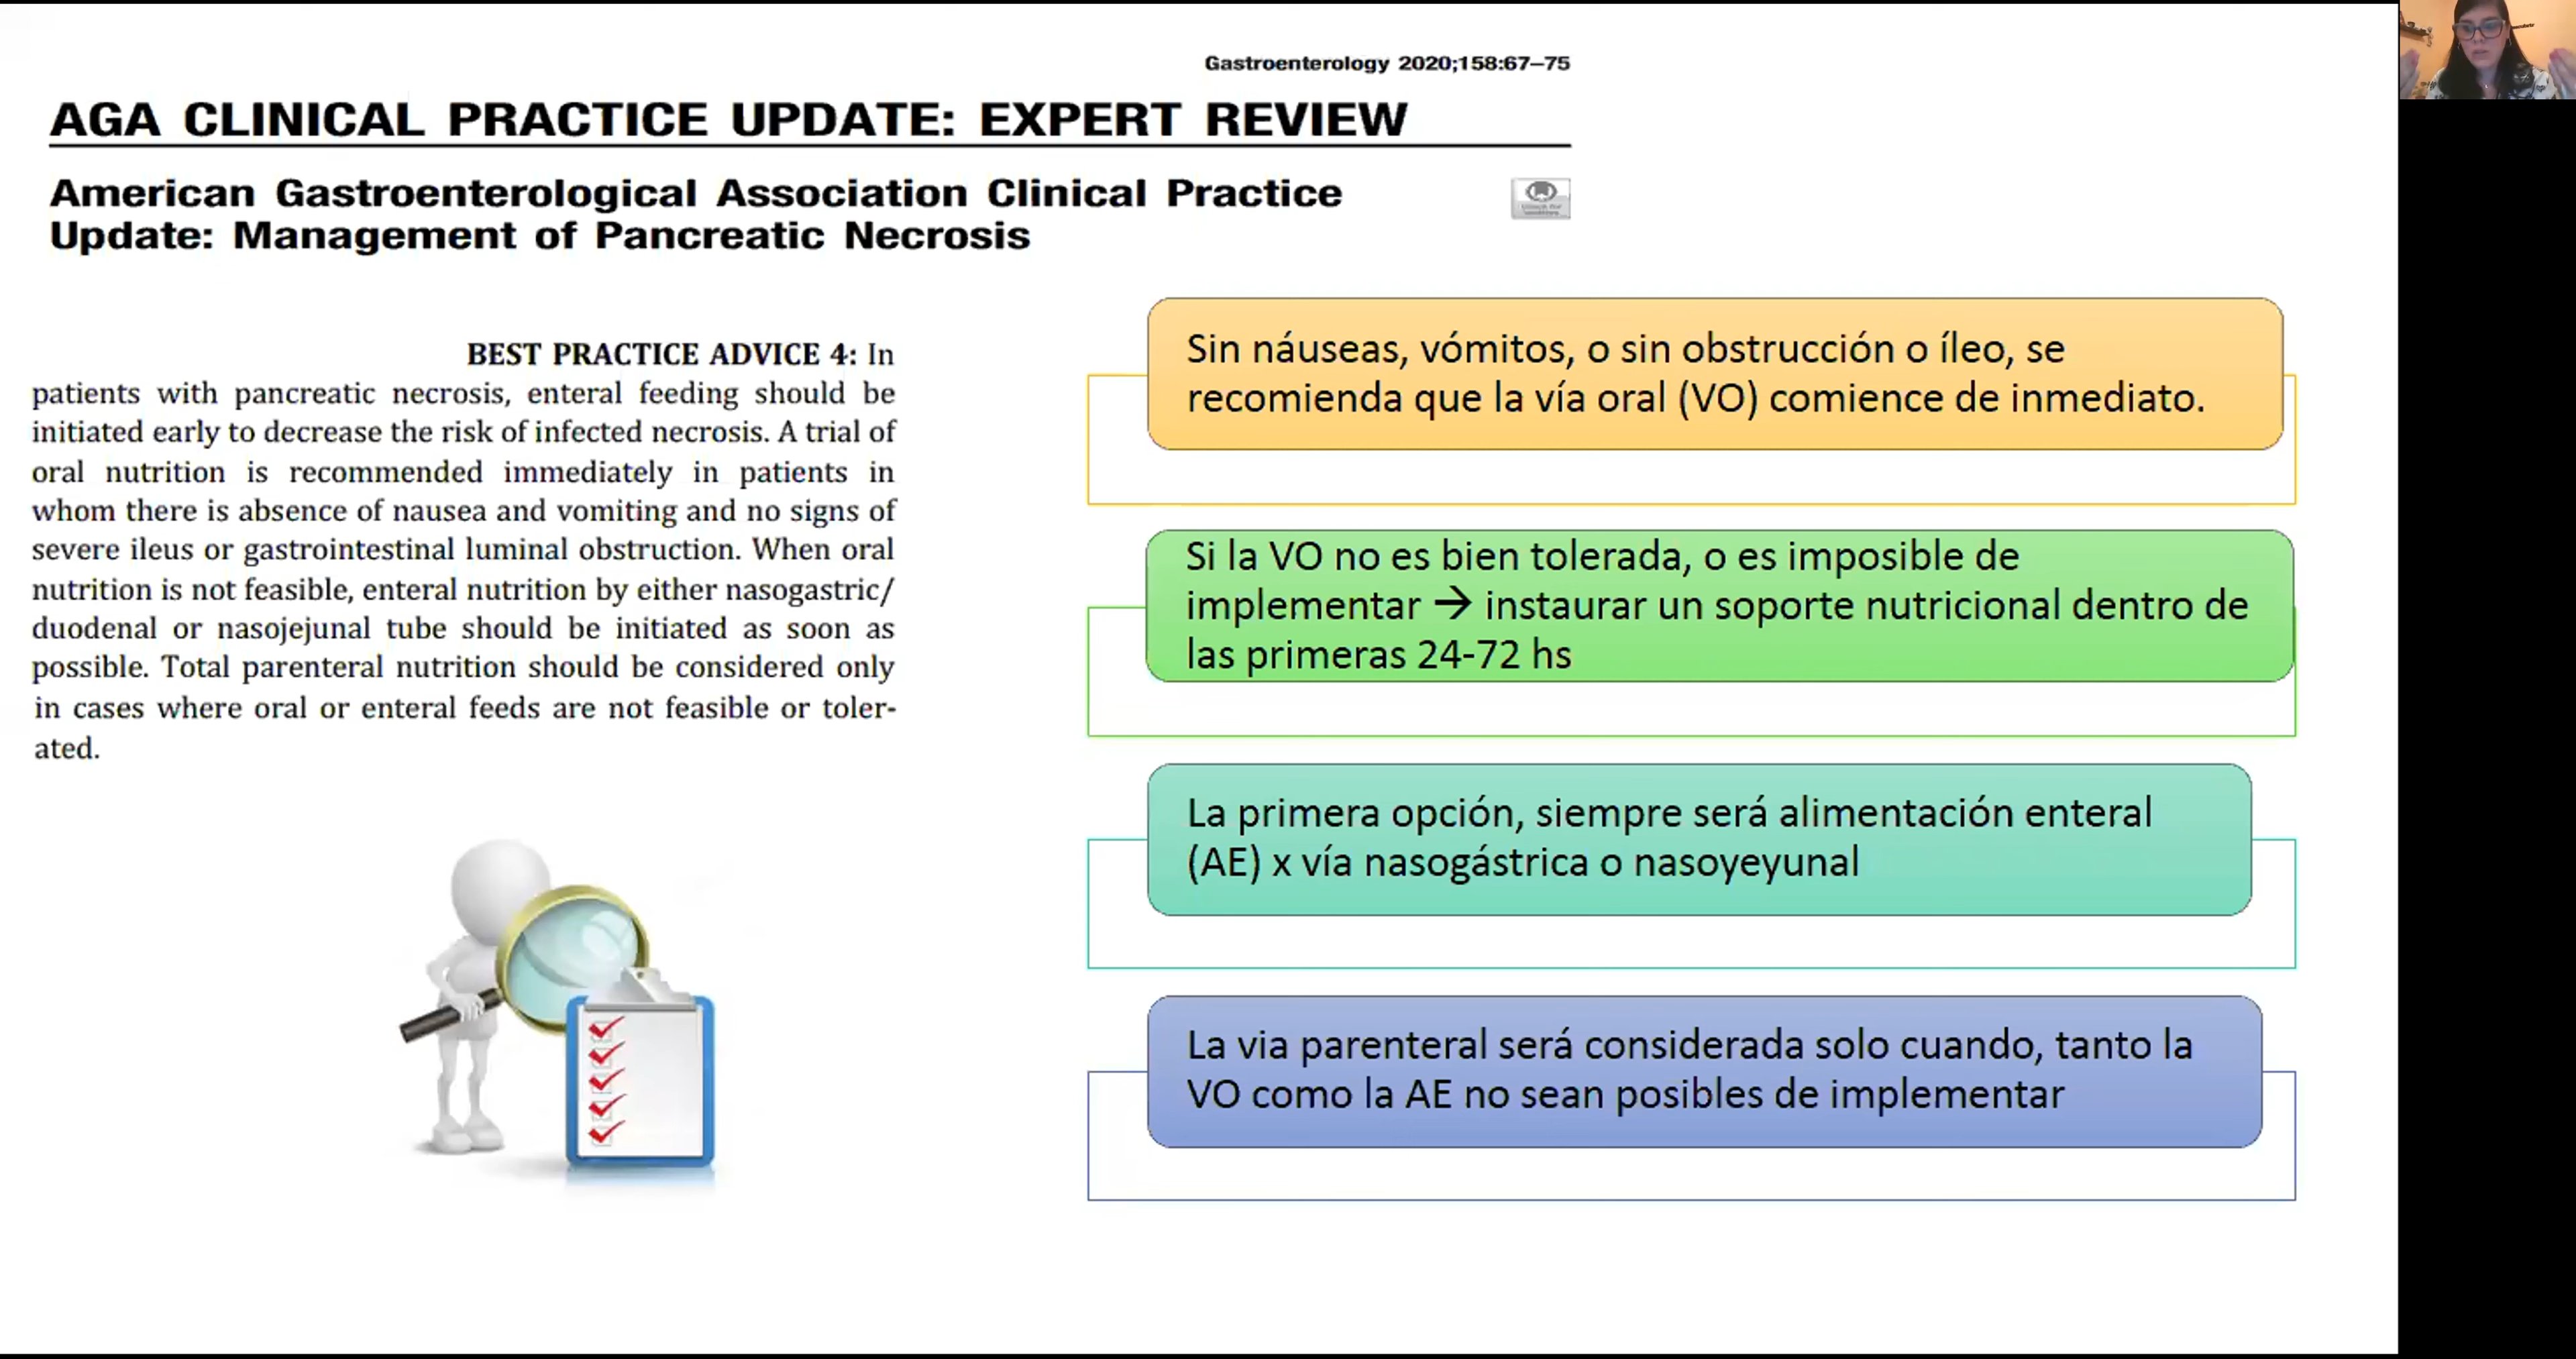 Gastroenterology 2020;158:67–75
AGA CLINICAL PRACTICE UPDATE: EXPERT REVIEW
American Gastroenterological Association Clinical Practice
Update: Management of Pancreatic Necrosis
BEST PRACTICE ADVICE 4: In
patients with pancreatic necrosis, enteral feeding should be
initiated early to decrease the risk of infected necrosis. A trial of
oral nutrition is recommended immediately in patients in
whom there is absence of nausea and vomiting and no signs of
severe ileus or gastrointestinal luminal obstruction. When oral
nutrition is not feasible, enteral nutrition by either nasogastric/
duodenal or nasojejunal tube should be initiated as soon as
possible. Total parenteral nutrition should be considered only
in cases where oral or enteral feeds are not feasible or toler-
ated.
Sin náuseas, vómitos, o sin obstrucción o íleo, se
recomienda que la vía oral (VO) comience de inmediato.
Si la VO no es bien tolerada, o es imposible de
implementar → instaurar un soporte nutricional dentro de
las primeras 24-72 hs
La primera opción, siempre será alimentación enteral
(AE) x vía nasogástrica o nasoyeyunal
La via parenteral será considerada solo cuando, tanto la
VO como la AE no sean posibles de implementar